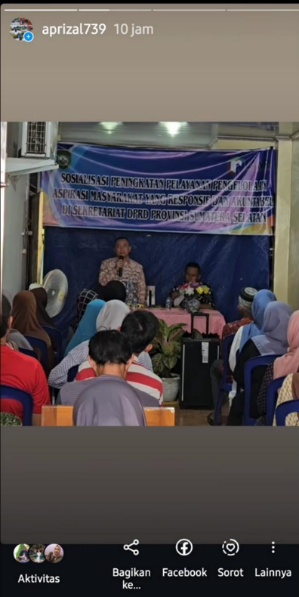 aprizal739 10 jam
SOSIALISASI PENINGKATAN PELAYANAN PENGELOLAAN
ASPIRASI MASYARAKAT YANG RESPONSIF DAN AKUNTABEL
DI SEKRETARIAT DPRD PROVINSI SUMATERA SELATAN
Aktivitas
Bagikan
ke...
Facebook
Sorot
Lainnya